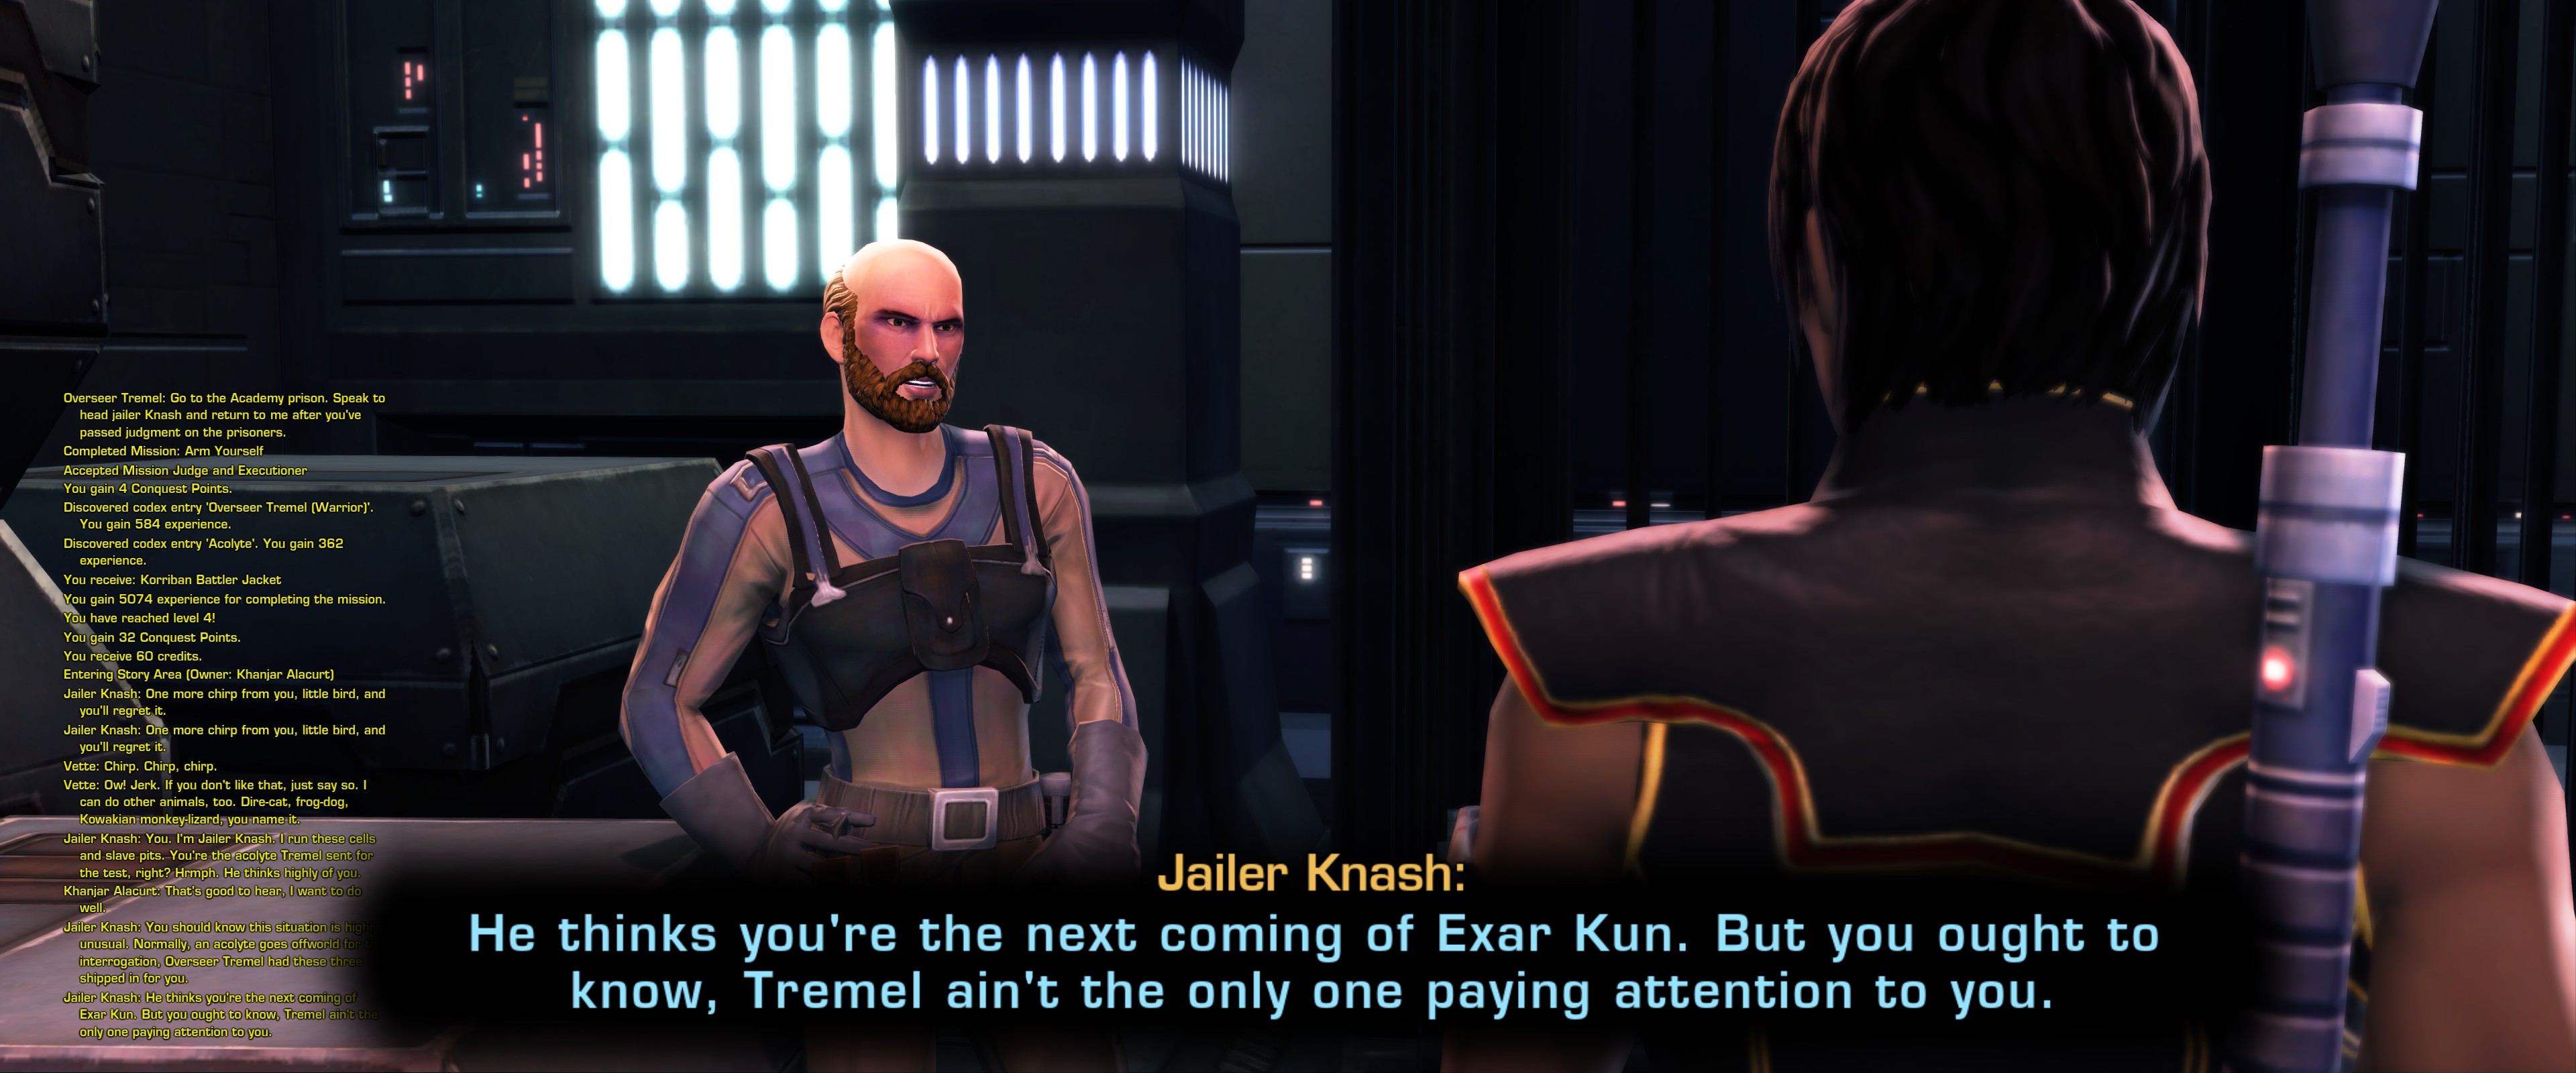 Overseer Tremel: Go to the Academy prison. Speak to
head jailer Knash and return to me after you've
passed judgment on the prisoners.
Completed Mission: Arm Yourself
Accepted Mission Judge and Executioner
You gain 4 Conquest Points.
Discovered codex entry 'Overseer Tremel (Warrior)'.
You gain 584 experience.
Discovered codex entry 'Acolyte'. You gain 362
experience.
You receive: Korriban Battler Jacket
You gain 5074 experience for completing the mission.
You have reached level 4!
You gain 32 Conquest Points.
You receive 60 credits.
Entering Story Area (Owner: Khanjar Alacurt)
Jailer Knash: One more chirp from you, little bird, and
you'll regret it.
Jailer Knash: One more chirp from you, little bird, and
you'll regret it.
Vette: Chirp. Chirp, chirp.
Vette: Ow! Jerk. If you don't like that, just say so. I
can do other animals, too. Dire-cat, frog-dog,
Kowakian monkey-lizard, you name it.
Jailer Knash: You. I'm Jailer Knash. I run these cells
and slave pits. You're the acolyte Tremel sent for
the test, right? Hrmph. He thinks highly of you.
Khanjar Alacurt: That's good to hear, I want to do
well.
Jailer Knash: You should know this situation is
unusual. Normally, an acolyte goes offworld for
interrogation, Overseer Tremel had these three
shipped in for you.
Jailer Knash: He thinks you're the next coming of
Exar Kun. But you ought to know, Tremel ain't the
only one paying attention to you.
Jailer Knash:
He thinks you're the next coming of Exar Kun. But you ought to
know, Tremel ain't the only one paying attention to you.